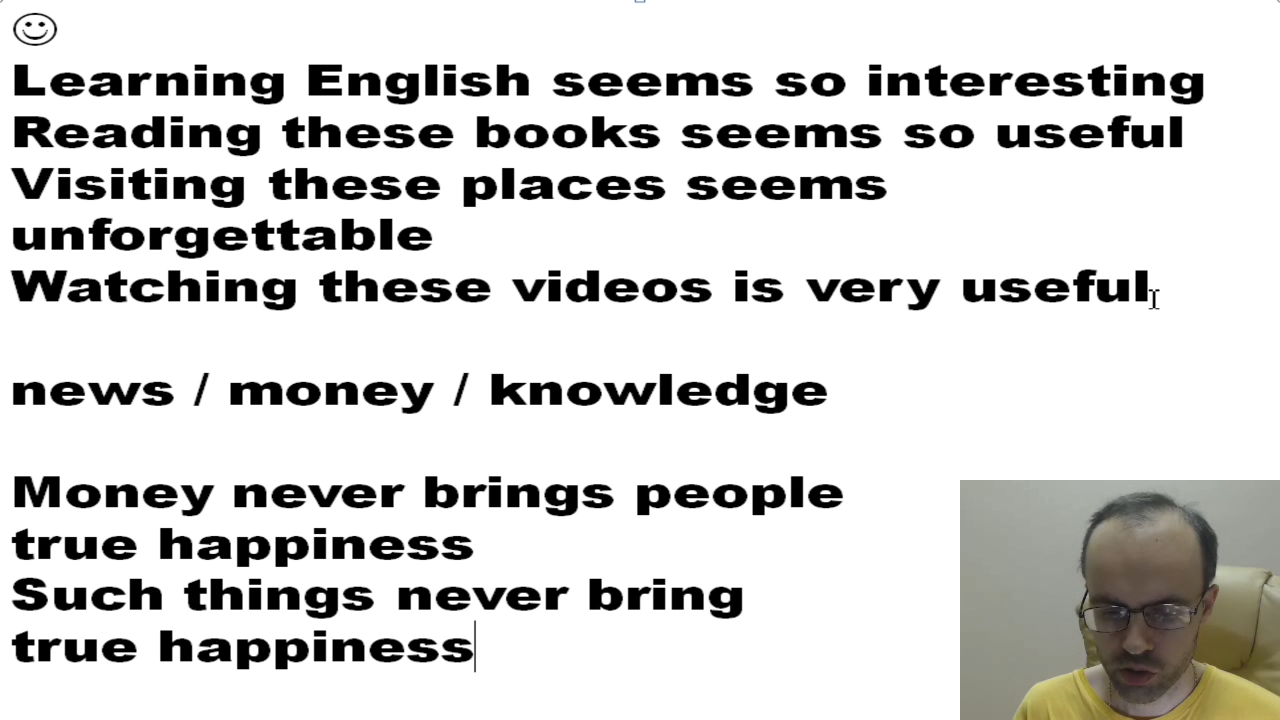 Learning English seems so interesting
Reading these books seems so useful
Visiting these places seems
unforgettable
Watching these videos is very useful
news / money / knowledge
Money never brings people
true happiness
Such things never bring
true happiness